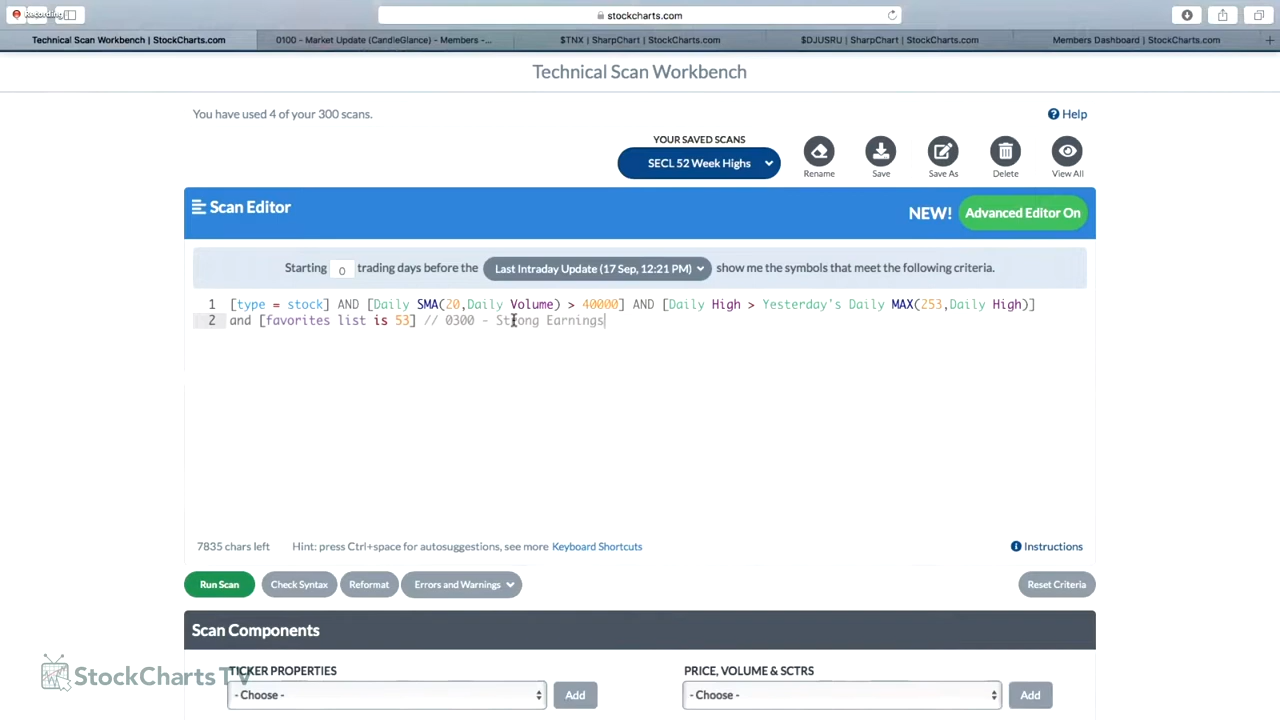 Recording
stockcharts.com
Technical Scan Workbench | StockCharts.com
0100 - Market Update (CandleGlance) - Members -...
$TNX | SharpChart | StockCharts.com
$DJUSRU | SharpChart | StockCharts.com
Members Dashboard | StockCharts.com
Technical Scan Workbench
You have used 4 of your 300 scans.
Help
YOUR SAVED SCANS
SECL 52 Week Highs
Rename
Save
Save As
Delete
View All
Scan Editor
NEW!
Advanced Editor On
Starting 0 trading days before the Last Intraday Update (17 Sep, 12:21 PM) show me the symbols that meet the following criteria.
1 [type = stock] AND [Daily SMA(20,Daily Volume) > 40000] AND [Daily High > Yesterday's Daily MAX(253,Daily High)]
2 and [favorites list is 53] // 0300 - Strong Earnings
7835 chars left
Hint: press Ctrl+space for autosuggestions, see more Keyboard Shortcuts
Instructions
Run Scan
Check Syntax
Reformat
Errors and Warnings
Reset Criteria
Scan Components
TICKER PROPERTIES
PRICE, VOLUME & SCTRS
StockCharts TV
- Choose -
Add
- Choose -
Add